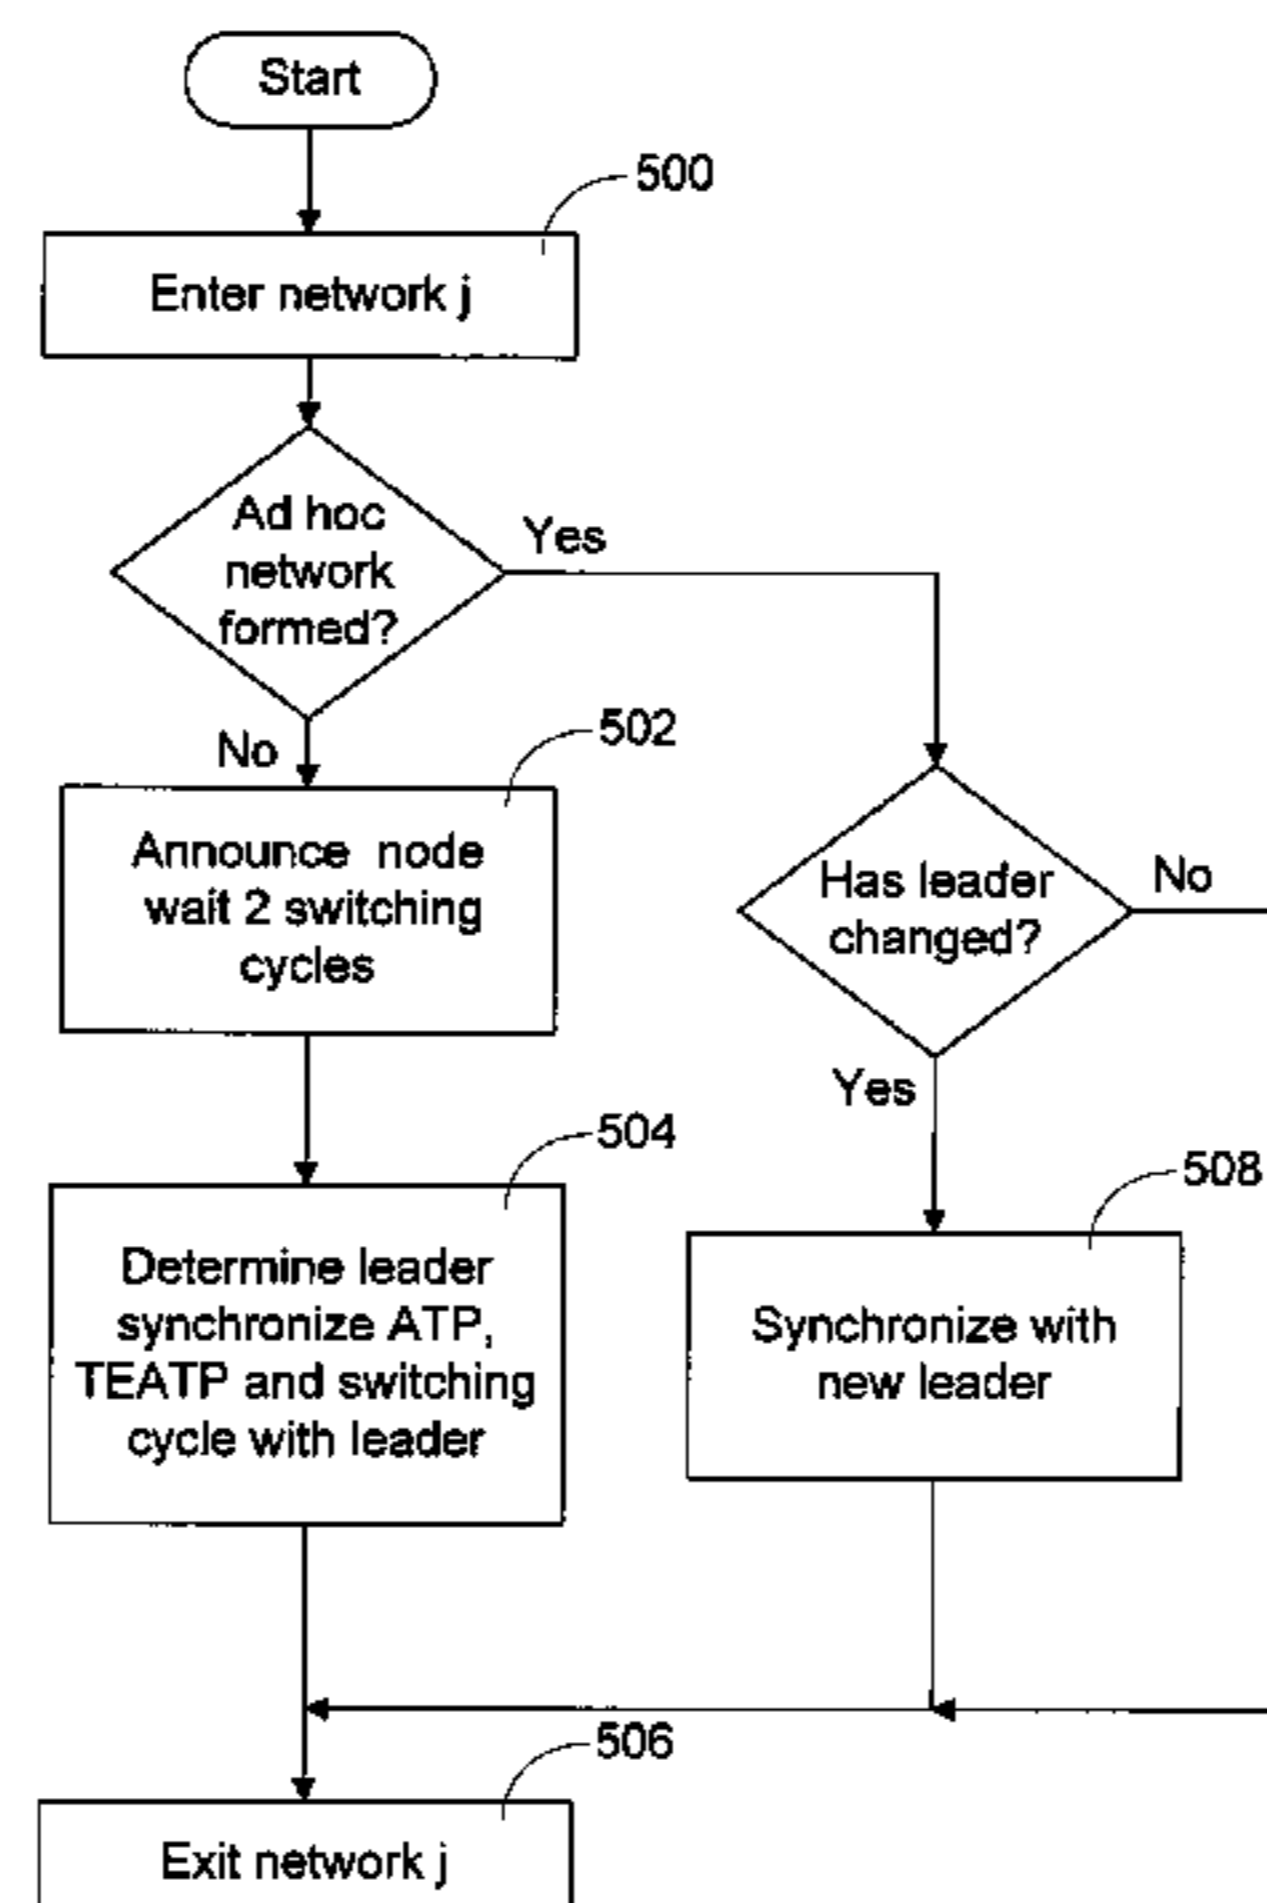 Start
500
Enter network j
Ad hoc
network
formed?
Yes
No
502
Announce node
wait 2 switching
cycles
Has leader
changed?
No
Yes
504
Determine leader
synchronize ATP,
TEATP and switching
cycle with leader
508
Synchronize with
new leader
506
Exit network j